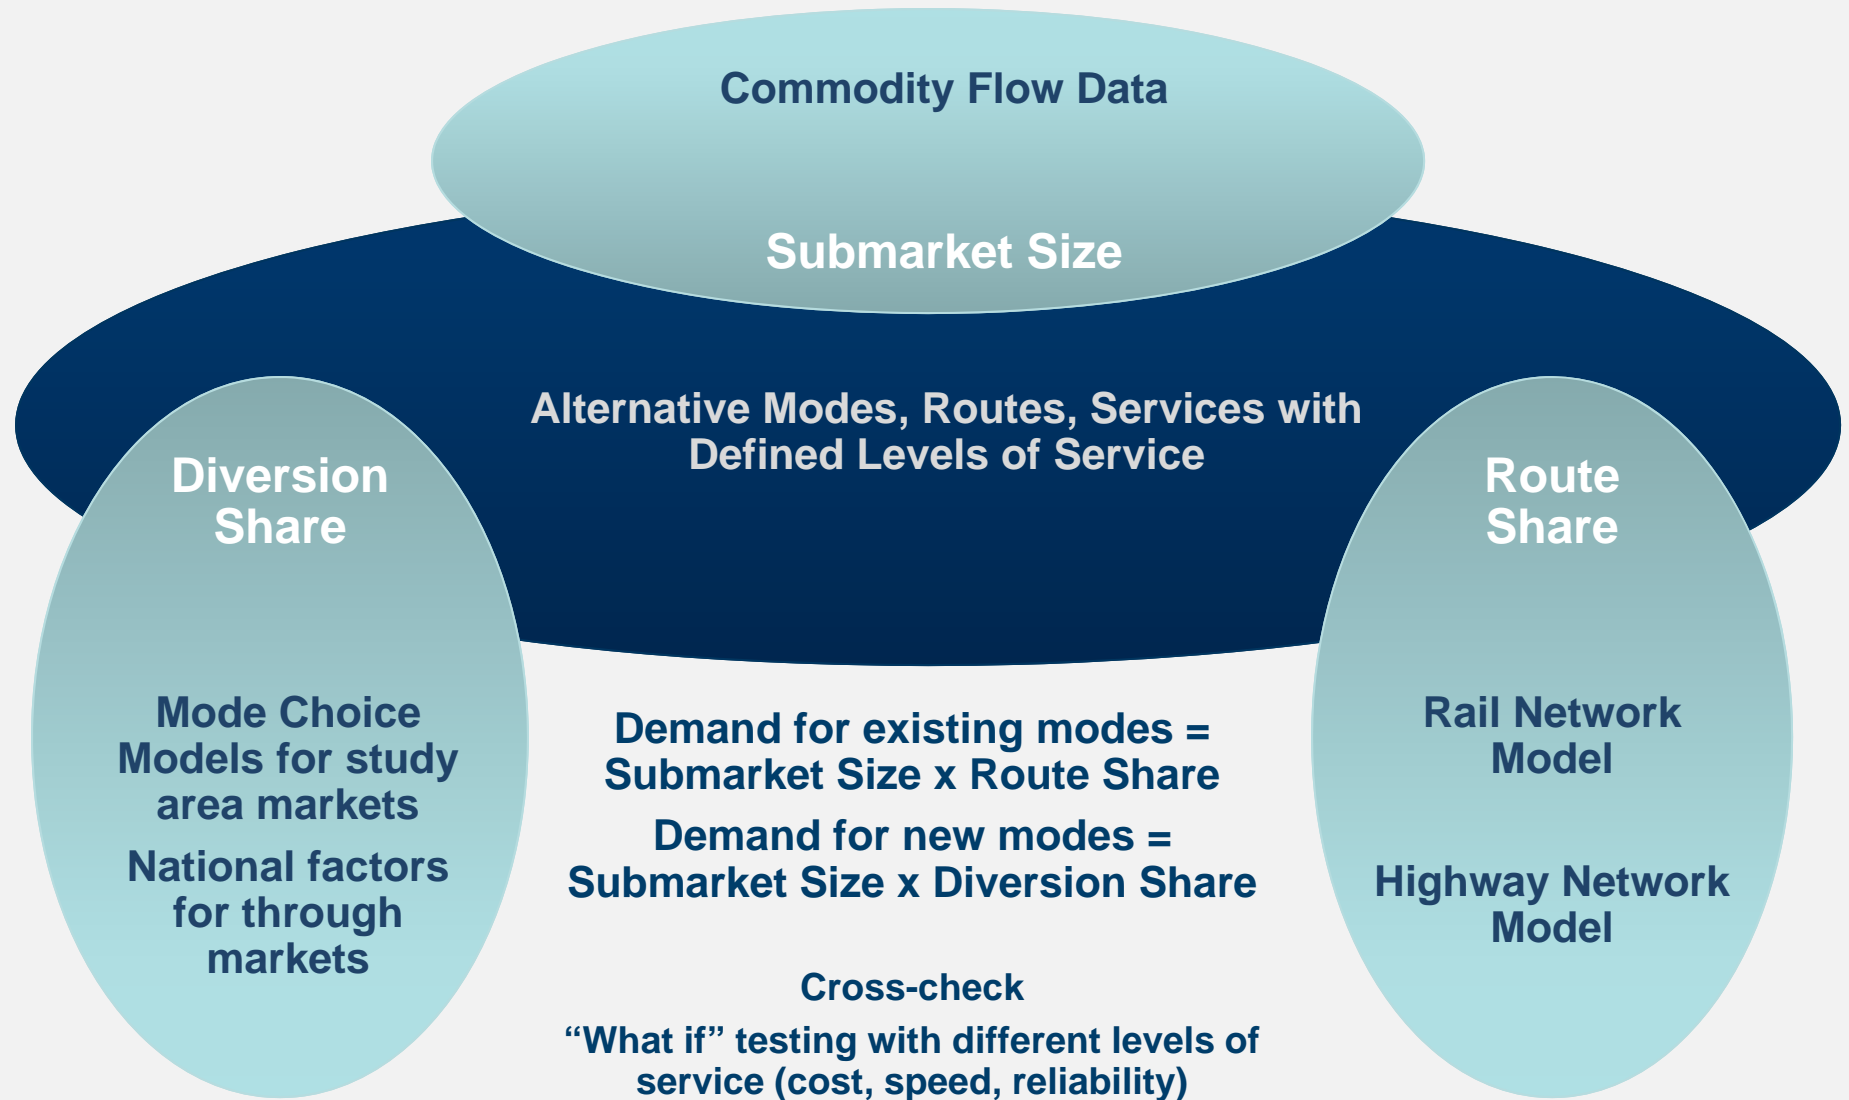 Commodity Flow Data
Submarket Size
Alternative Modes, Routes, Services with
Defined Levels of Service
Diversion
Share
Mode Choice
Models for study
area markets
National factors
for through
markets
Route
Share
Rail Network
Model
Highway Network
Model
Demand for existing modes =
Submarket Size x Route Share
Demand for new modes =
Submarket Size x Diversion Share
Cross-check
“What if” testing with different levels of
service (cost, speed, reliability)